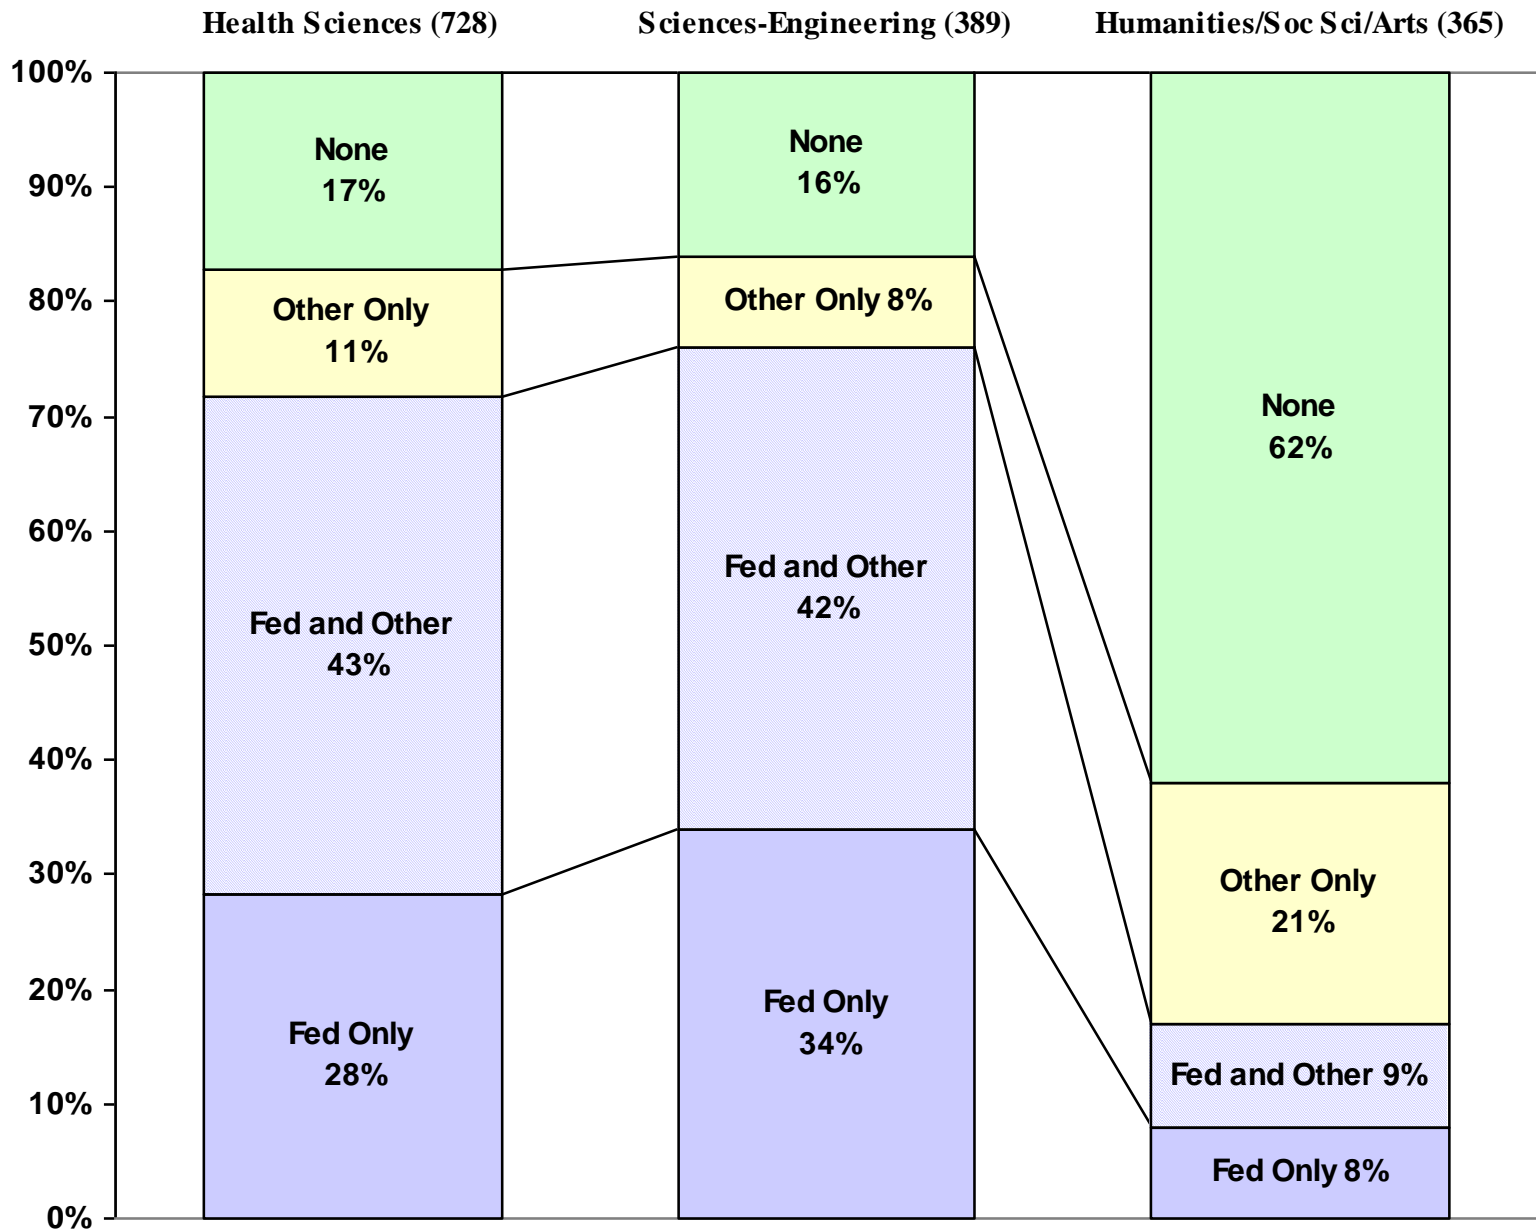 Health Sciences (728)
Sciences-Engineering (389)
Humanities/Soc Sci/Arts (365)
100%
90%
80%
70%
60%
50%
40%
30%
20%
10%
0%
None
17%
Other Only
11%
Fed and Other
43%
Fed Only
28%
None
16%
Other Only 8%
Fed and Other
42%
Fed Only
34%
None
62%
Other Only
21%
Fed and Other 9%
Fed Only 8%